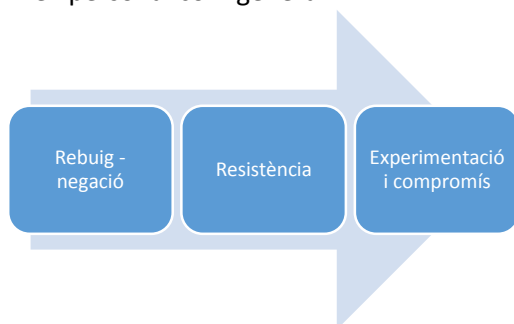 Rebuig -
negació
Resistència
Experimentació
i compromís